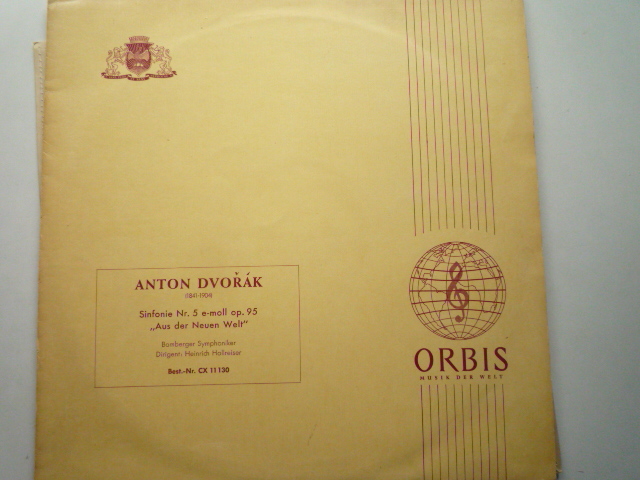 ANTON DVOŘÁK
(1841-1904)
Sinfonie Nr. 5 e-moll op. 95
„Aus der Neuen Welt"
Bamberger Symphoniker
Dirigent: Heinrich Hollreiser
Best.-Nr. CX 11130
ORBIS
MUSIK DER WELT